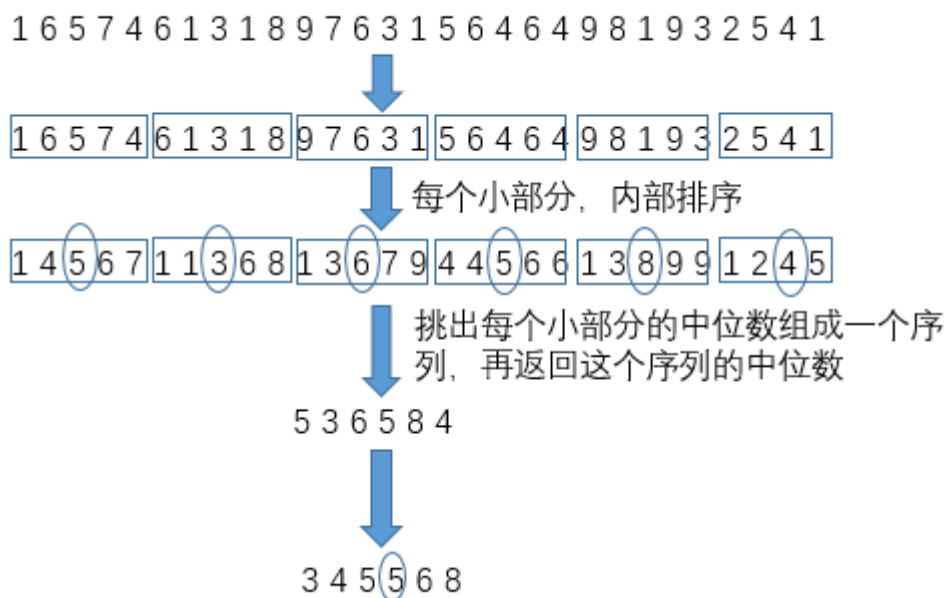 1 6 5 7 4 6 1 3 1 8 9 7 6 3 1 5 6 4 6 4 9 8 1 9 3 2 5 4 1
1 6 5 7 4 6 1 3 1 8 9 7 6 3 1 5 6 4 6 4 9 8 1 9 3 2 5 4 1
每个小部分，内部排序
1 4 5 6 7 1 1 3 6 8 1 3 6 7 9 4 4 5 6 6 1 3 8 9 9 1 2 4 5
挑出每个小部分的中位数组成一个序
列，再返回这个序列的中位数
5 3 6 5 8 4
3 4 5 5 6 8